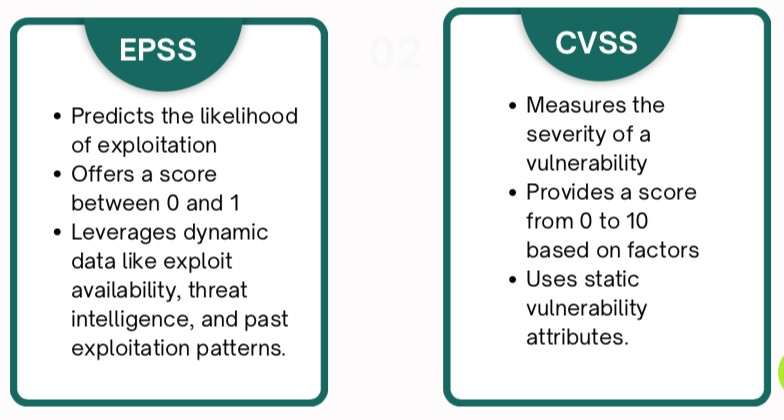 EPSS
• Predicts the likelihood
of exploitation
• Offers a score
between 0 and 1
• Leverages dynamic
data like exploit
availability, threat
intelligence, and past
exploitation patterns.
02
CVSS
• Measures the
severity of a
vulnerability
• Provides a score
from 0 to 10
based on factors
• Uses static
vulnerability
attributes.